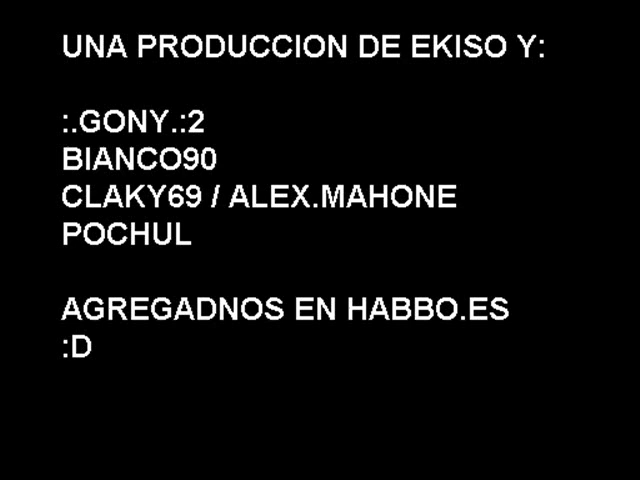 UNA PRODUCCION DE EKISO Y:
:.GONY.:2
BIANCO90
CLAKY69 / ALEX.MAHONE
POCHUL
AGREGADNOS EN HABBO.ES
:D